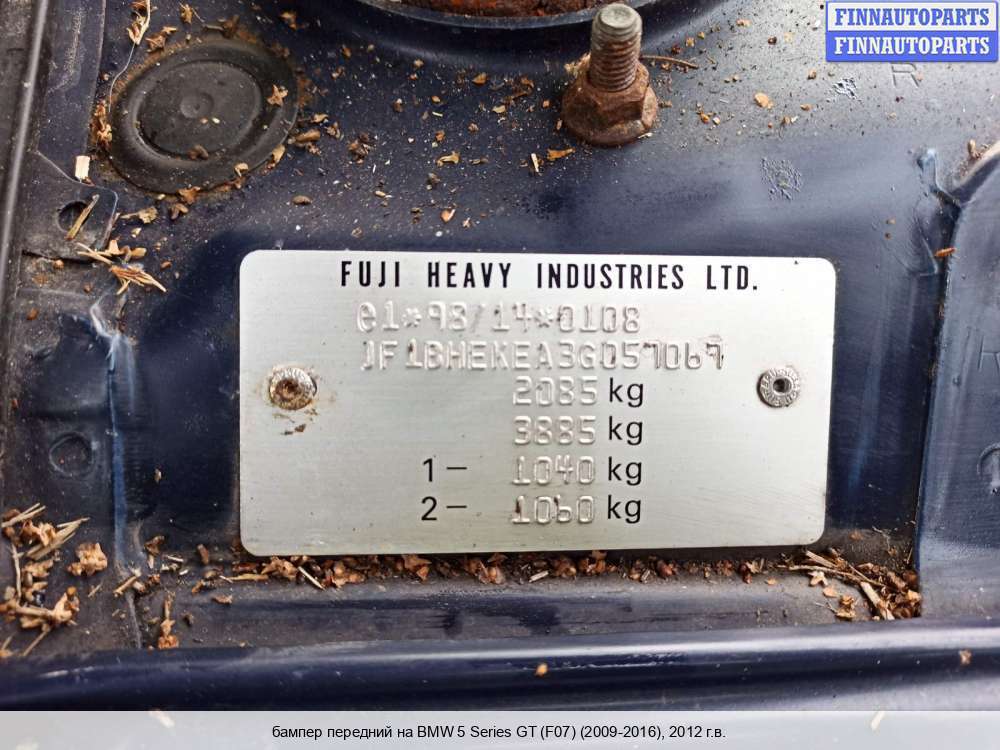 FINNAUTOPARTS
FINNAUTOPARTS
R
FUJI HEAVY INDUSTRIES LTD.
e1*98/14*0108
JF1BHEKEA3G057067
2085 kg
3885 kg
1- 1040 kg
2- 1060 kg
бампер передний на BMW 5 Series GT (F07) (2009-2016), 2012 г.в.